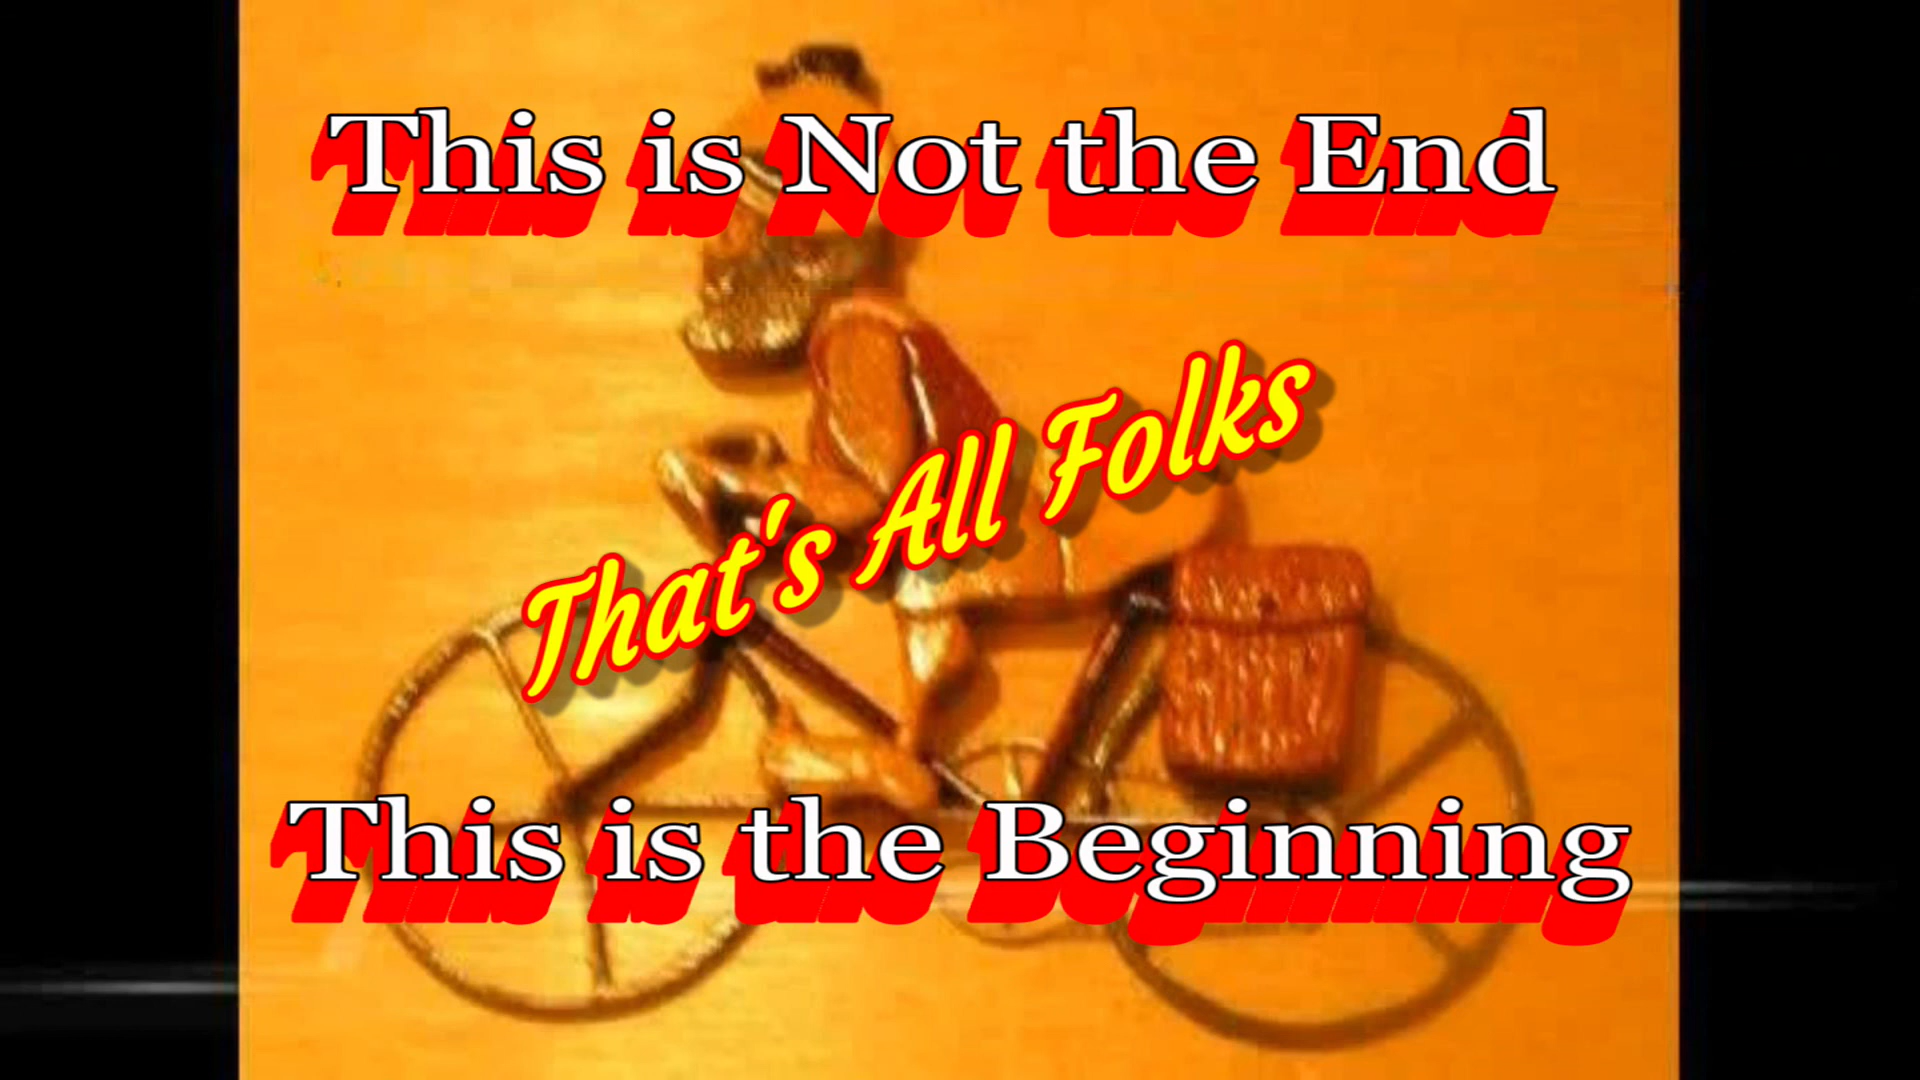 This is Not the End
That's All Folks
This is the Beginning